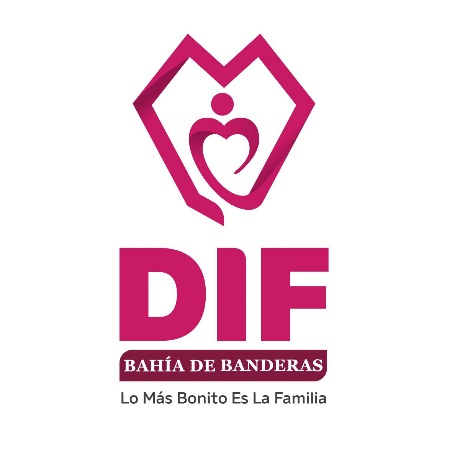 DIF
BAHÍA DE BANDERAS
Lo Más Bonito Es La Familia